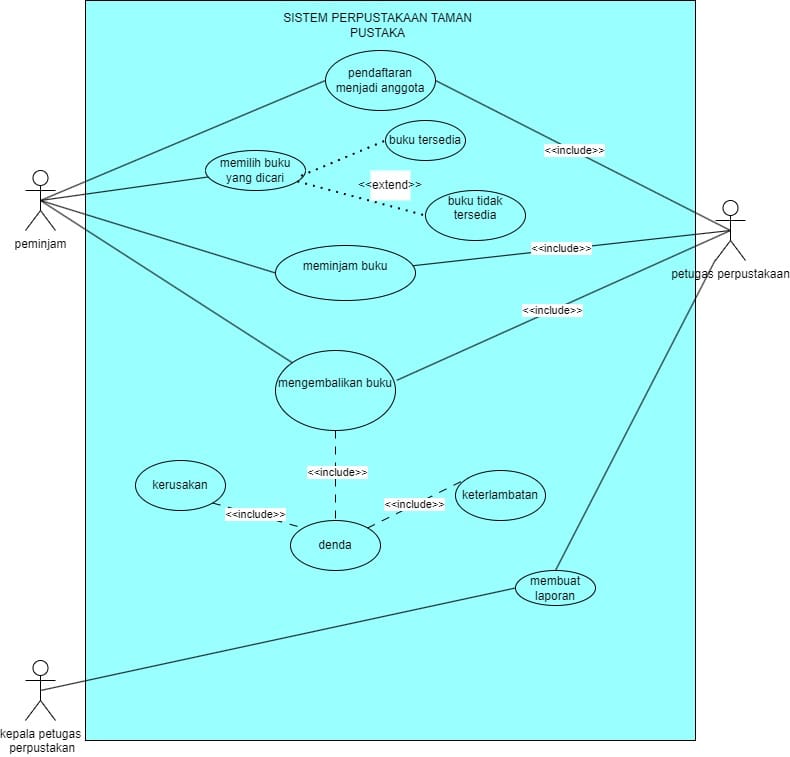 SISTEM PERPUSTAKAAN TAMAN
PUSTAKA
pendaftaran
menjadi anggota
buku tersedia
<<include>>
memilih buku
yang dicari
<<extend>>
buku tidak
tersedia
peminjam
<<include>>
meminjam buku
petugas perpustakaan
<<include>>
mengembalikan buku
<<include>>
kerusakan
<<include>>
<<include>>
keterlambatan
denda
membuat
laporan
kepala petugas
perpustakan